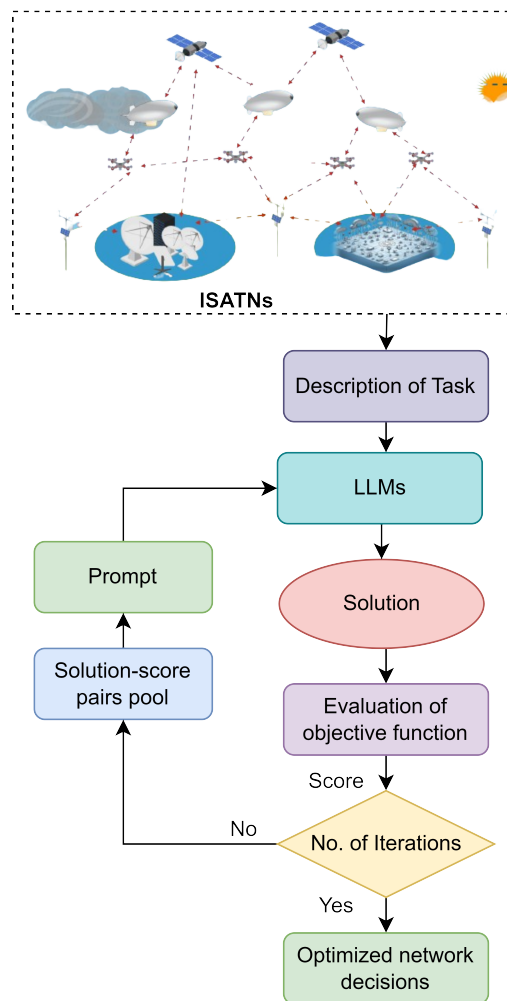 ISATNs
Description of Task
LLMs
Prompt
Solution
Solution-score
pairs pool
Evaluation of
objective function
Score
No
No. of Iterations
Yes
Optimized network
decisions